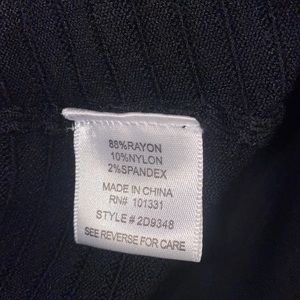 88%RAYON
10%NYLON
2%SPANDEX
MADE IN CHINA
RN# 101331
STYLE # 2D9348
SEE REVERSE FOR CARE